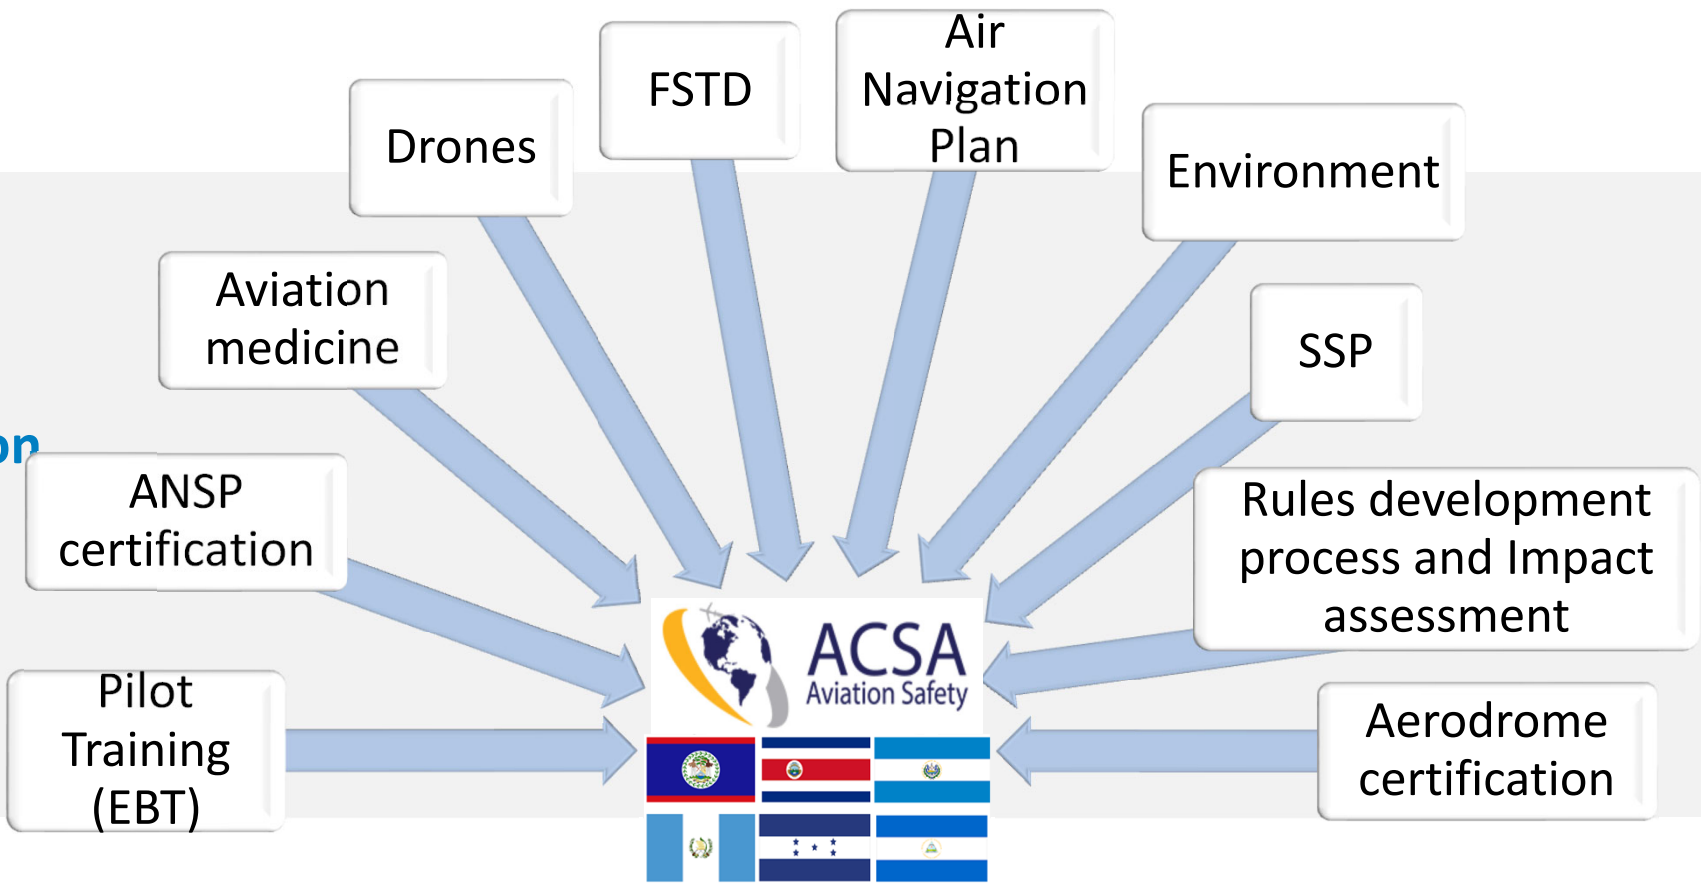 FSTD
Air
Navigation
Plan
Drones
Environment
Aviation
medicine
SSP
ANSP
certification
Rules development
process and Impact
assessment
Pilot
Training
(EBT)
Aerodrome
certification
ACSA
Aviation Safety